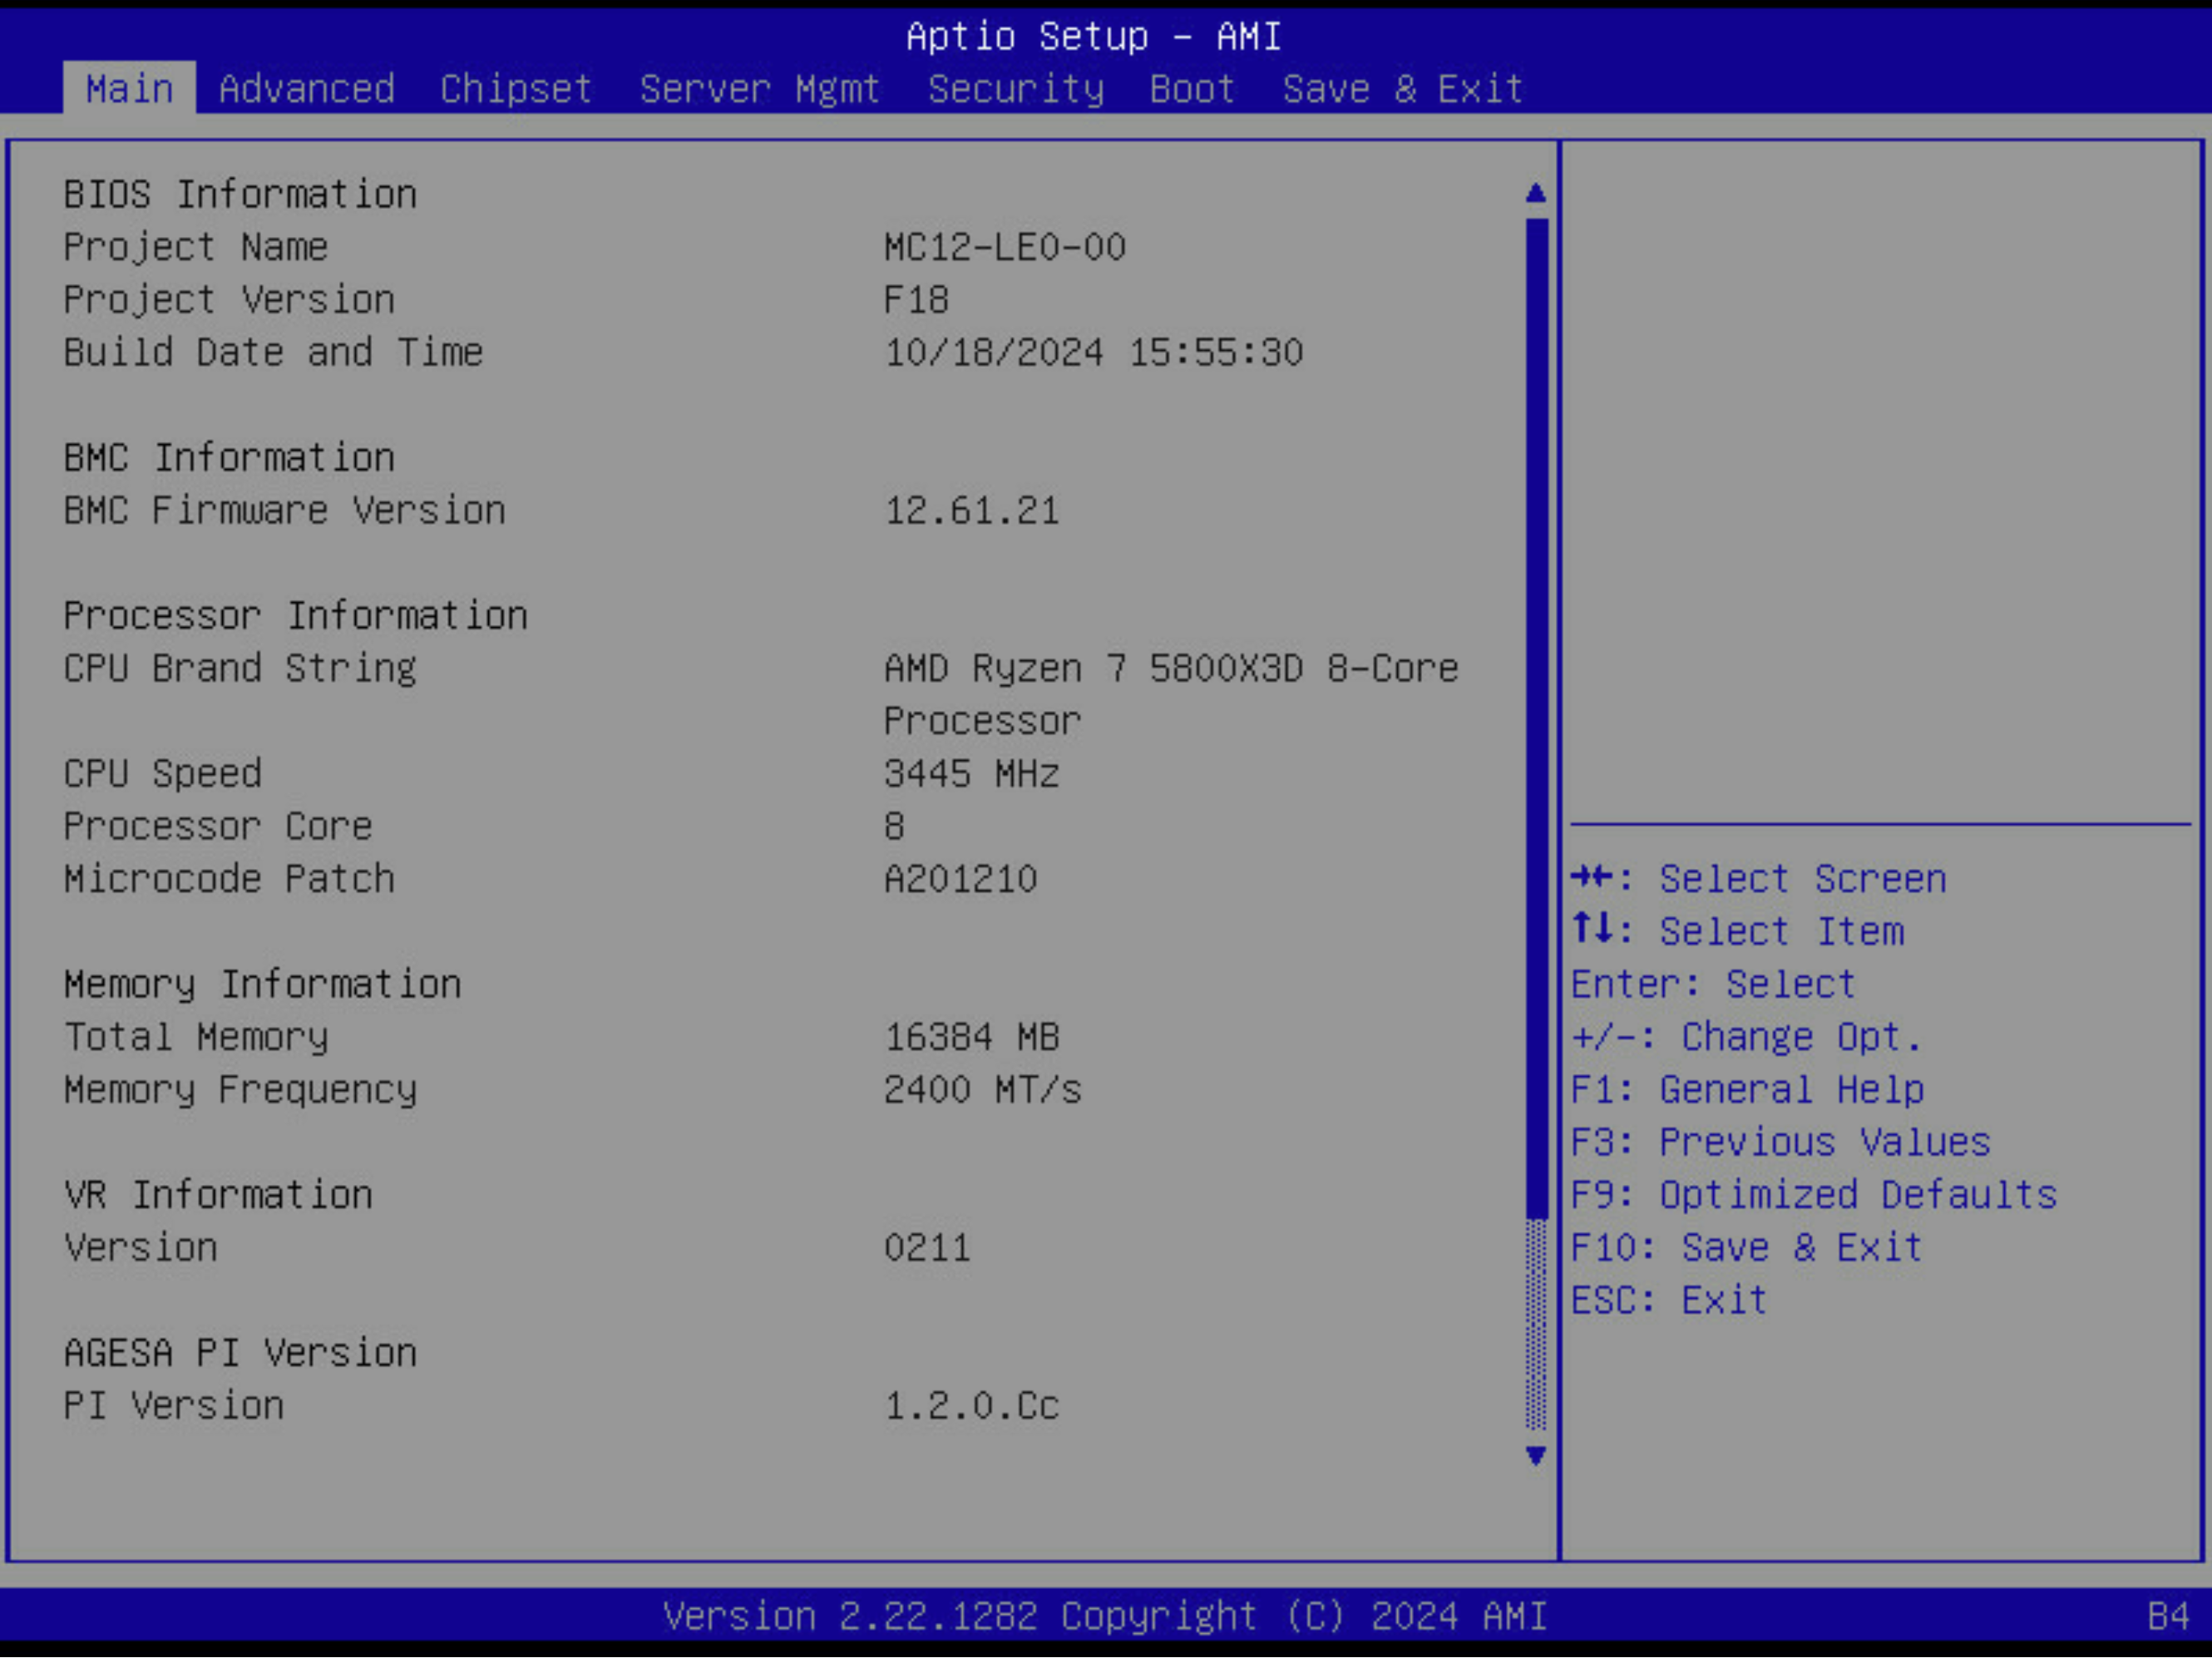 Aptio Setup – AMI
Main Advanced Chipset Server Mgmt Security Boot Save & Exit
BIOS Information
Project Name MC12-LE0-00
Project Version F18
Build Date and Time 10/18/2024 15:55:30
BMC Information
BMC Firmware Version 12.61.21
Processor Information
CPU Brand String AMD Ryzen 7 5800X3D 8-Core
Processor
CPU Speed 3445 MHz
Processor Core 8
Microcode Patch A201210
Memory Information
Total Memory 16384 MB
Memory Frequency 2400 MT/s
VR Information
Version 0211
AGESA PI Version
PI Version 1.2.0.Cc
→←: Select Screen
↑↓: Select Item
Enter: Select
+/-: Change Opt.
F1: General Help
F3: Previous Values
F9: Optimized Defaults
F10: Save & Exit
ESC: Exit
Version 2.22.1282 Copyright (C) 2024 AMI
B4